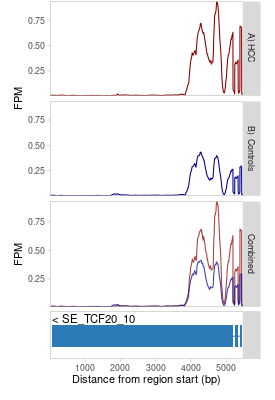 0.75
0.50
0.25
FPM
A) HCC
0.75
0.50
0.25
B) Controls
0.75
0.50
0.25
FPM
Combined
< SE_TCF20_10
1000 2000 3000 4000 5000
Distance from region start (bp)